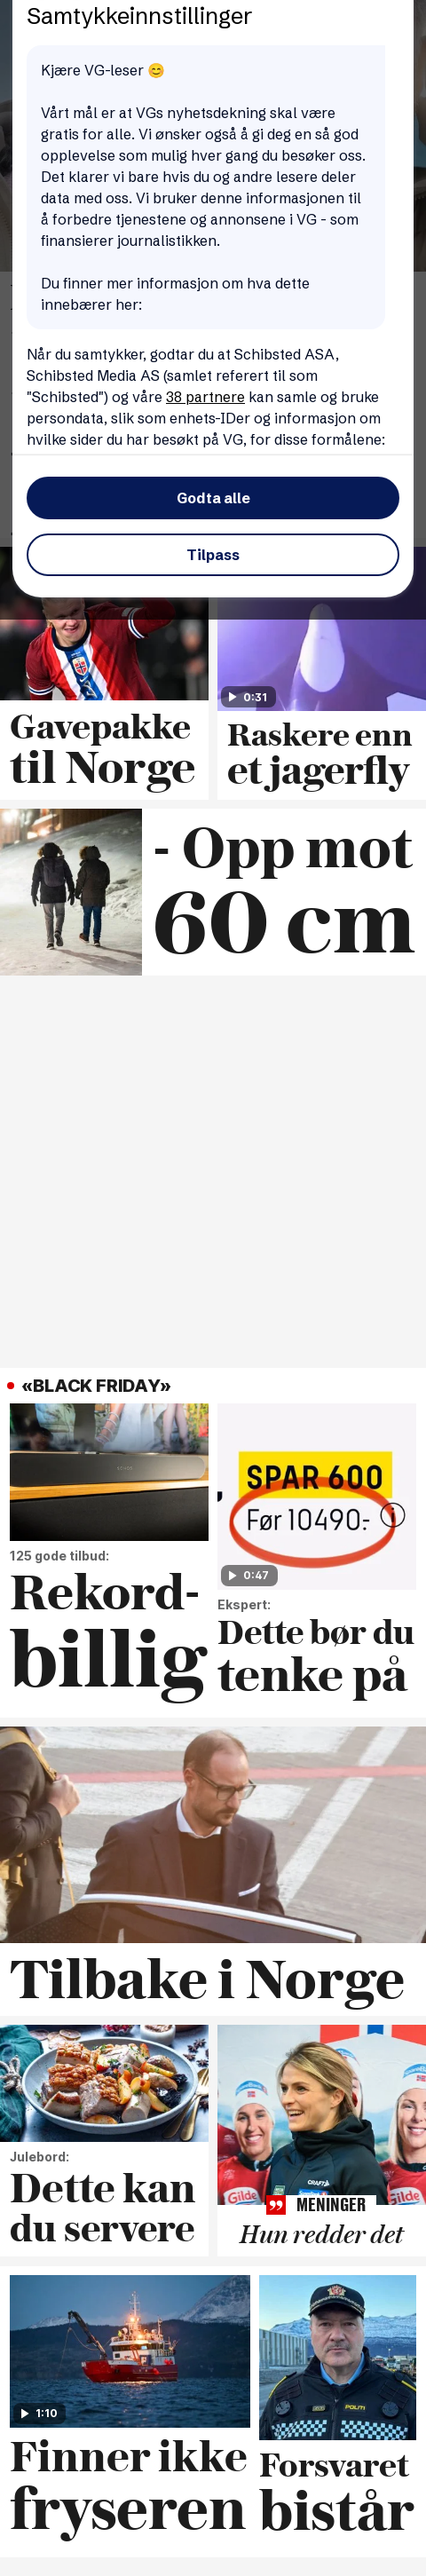 Samtykkeinnstillinger
Kjære VG-leser 😊
Vårt mål er at VGs nyhetsdekning skal være
gratis for alle. Vi ønsker også å gi deg en så god
opplevelse som mulig hver gang du besøker oss.
Det klarer vi bare hvis du og andre lesere deler
data med oss. Vi bruker denne informasjonen til
å forbedre tjenestene og annonsene i VG - som
finansierer journalistikken.
Du finner mer informasjon om hva dette
innebærer her:
Når du samtykker, godtar du at Schibsted ASA,
Schibsted Media AS (samlet referert til som
"Schibsted") og våre 38 partnere kan samle og bruke
persondata, slik som enhets-IDer og informasjon om
hvilke sider du har besøkt på VG, for disse formålene:
Godta alle
Tilpass
Gavepakke
til Norge
0:31
Raskere enn
et jagerfly
- Opp mot
60 cm
«BLACK FRIDAY»
125 gode tilbud:
Rekord-
billig
SPAR 600
Før 10490.-
0:47
Ekspert:
Dette bør du
tenke på
Tilbake i Norge
Julebord:
Dette kan
du servere
CRAFT
Gilde
Gilde
MENINGER
Hun redder det
1:10
Finner ikke
fryseren
POLITI
Forsvaret
bistår